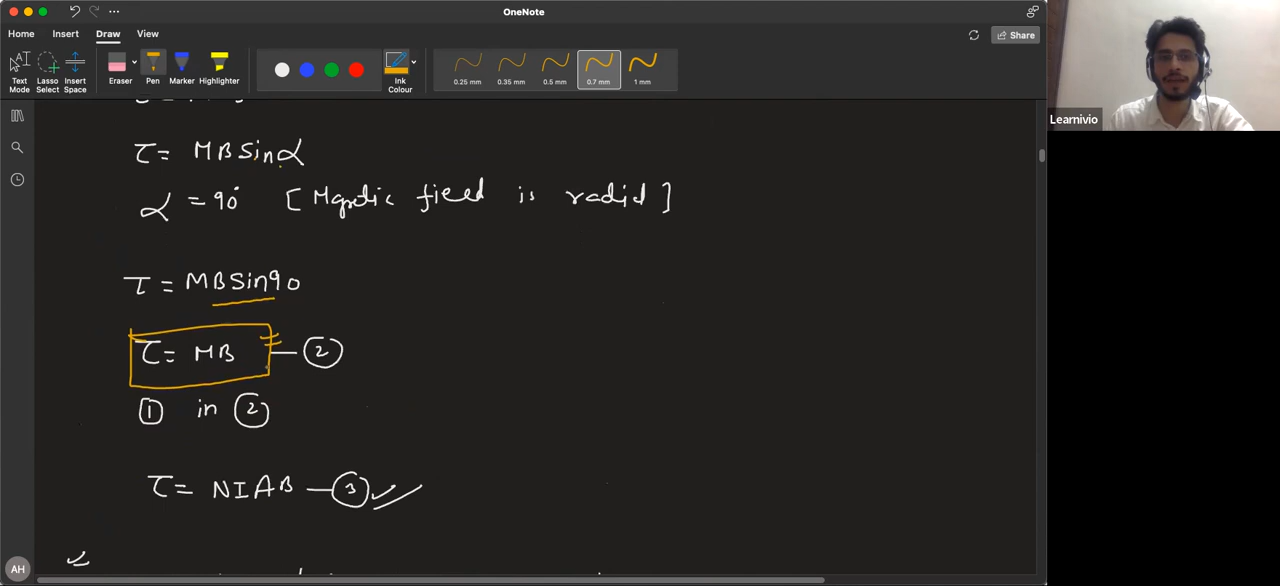 OneNote
Home Insert Draw View
Share
Text Mode
Lasso Select
Insert Space
Eraser
Pen
Marker
Highlighter
Ink Colour
0.25 mm
0.35 mm
0.5 mm
0.7 mm
1 mm
Learnivio
τ = MBSinα
α = 90° [Magnetic field is radial]
τ = MBSin90
τ = MB — ②
① in ②
τ = NIAB — ③
AH